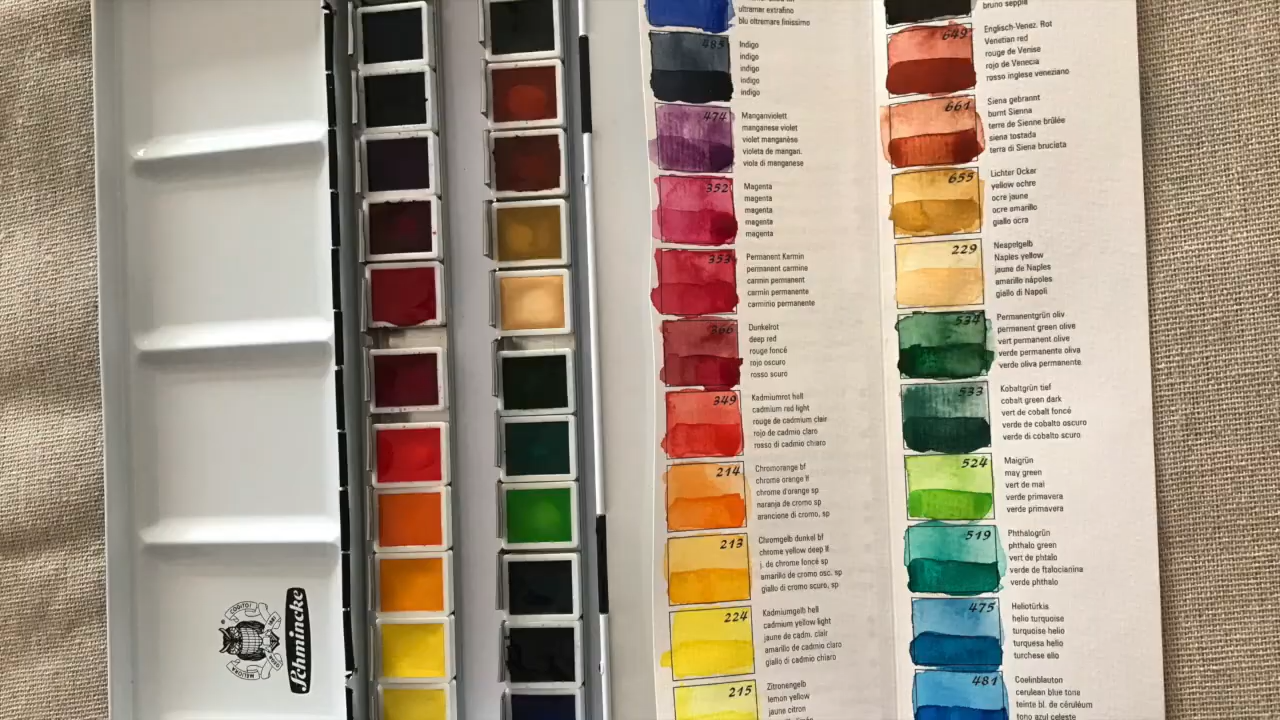 ultramar extrafino
blu oltremare finissimo
485
Indigo
indigo
indigo
indigo
indigo
474
Manganviolett
manganese violet
violet manganèse
violeta de mangan.
viola di manganese
352
Magenta
magenta
magenta
magenta
magenta
353
Permanent Karmin
permanent carmine
carmin permanent
carmín permanente
carminio permanente
366
Dunkelrot
deep red
rouge foncé
rojo oscuro
rosso scuro
349
Kadmiumrot hell
cadmium red light
rouge de cadmium clair
rojo de cadmio claro
rosso di cadmio chiaro
214
Chromorange bf
chrome orange lf
chrome d'orange sp
naranja de cromo sp
arancione di cromo, sp
213
Chromgelb dunkel bf
chrome yellow deep lf
j. de chrome foncé sp
amarillo de cromo osc. sp
giallo di cromo scuro, sp
224
Kadmiumgelb hell
cadmium yellow light
jaune de cadm. clair
amarillo de cadmio claro
giallo di cadmio chiaro
215
Zitronengelb
lemon yellow
jaune citron
bruno seppia
649
Englisch-Venez. Rot
Venetian red
rouge de Venise
rojo de Venecia
rosso inglese veneziano
661
Siena gebrannt
burnt Sienna
terre de Sienne brûlée
siena tostada
terra di Siena bruciata
655
Lichter Ocker
yellow ochre
ocre jaune
ocre amarillo
giallo ocra
229
Neapelgelb
Naples yellow
jaune de Naples
amarillo nápoles
giallo di Napoli
534
Permanentgrün oliv
permanent green olive
vert permanent olive
verde permanente oliva
verde oliva permanente
533
Kobaltgrün tief
cobalt green dark
vert de cobalt foncé
verde de cobalto oscuro
verde di cobalto scuro
524
Maigrün
may green
vert de mai
verde primavera
verde primavera
519
Phthalogrün
phthalo green
vert de phtalo
verde de ftalocianina
verde phthalo
475
Heliotürkis
helio turquoise
turquoise helio
turquesa helio
turchese elio
481
Coelinblauton
cerulean blue tone
teinte bl. de céruléum
tono azul celeste
Schmincke